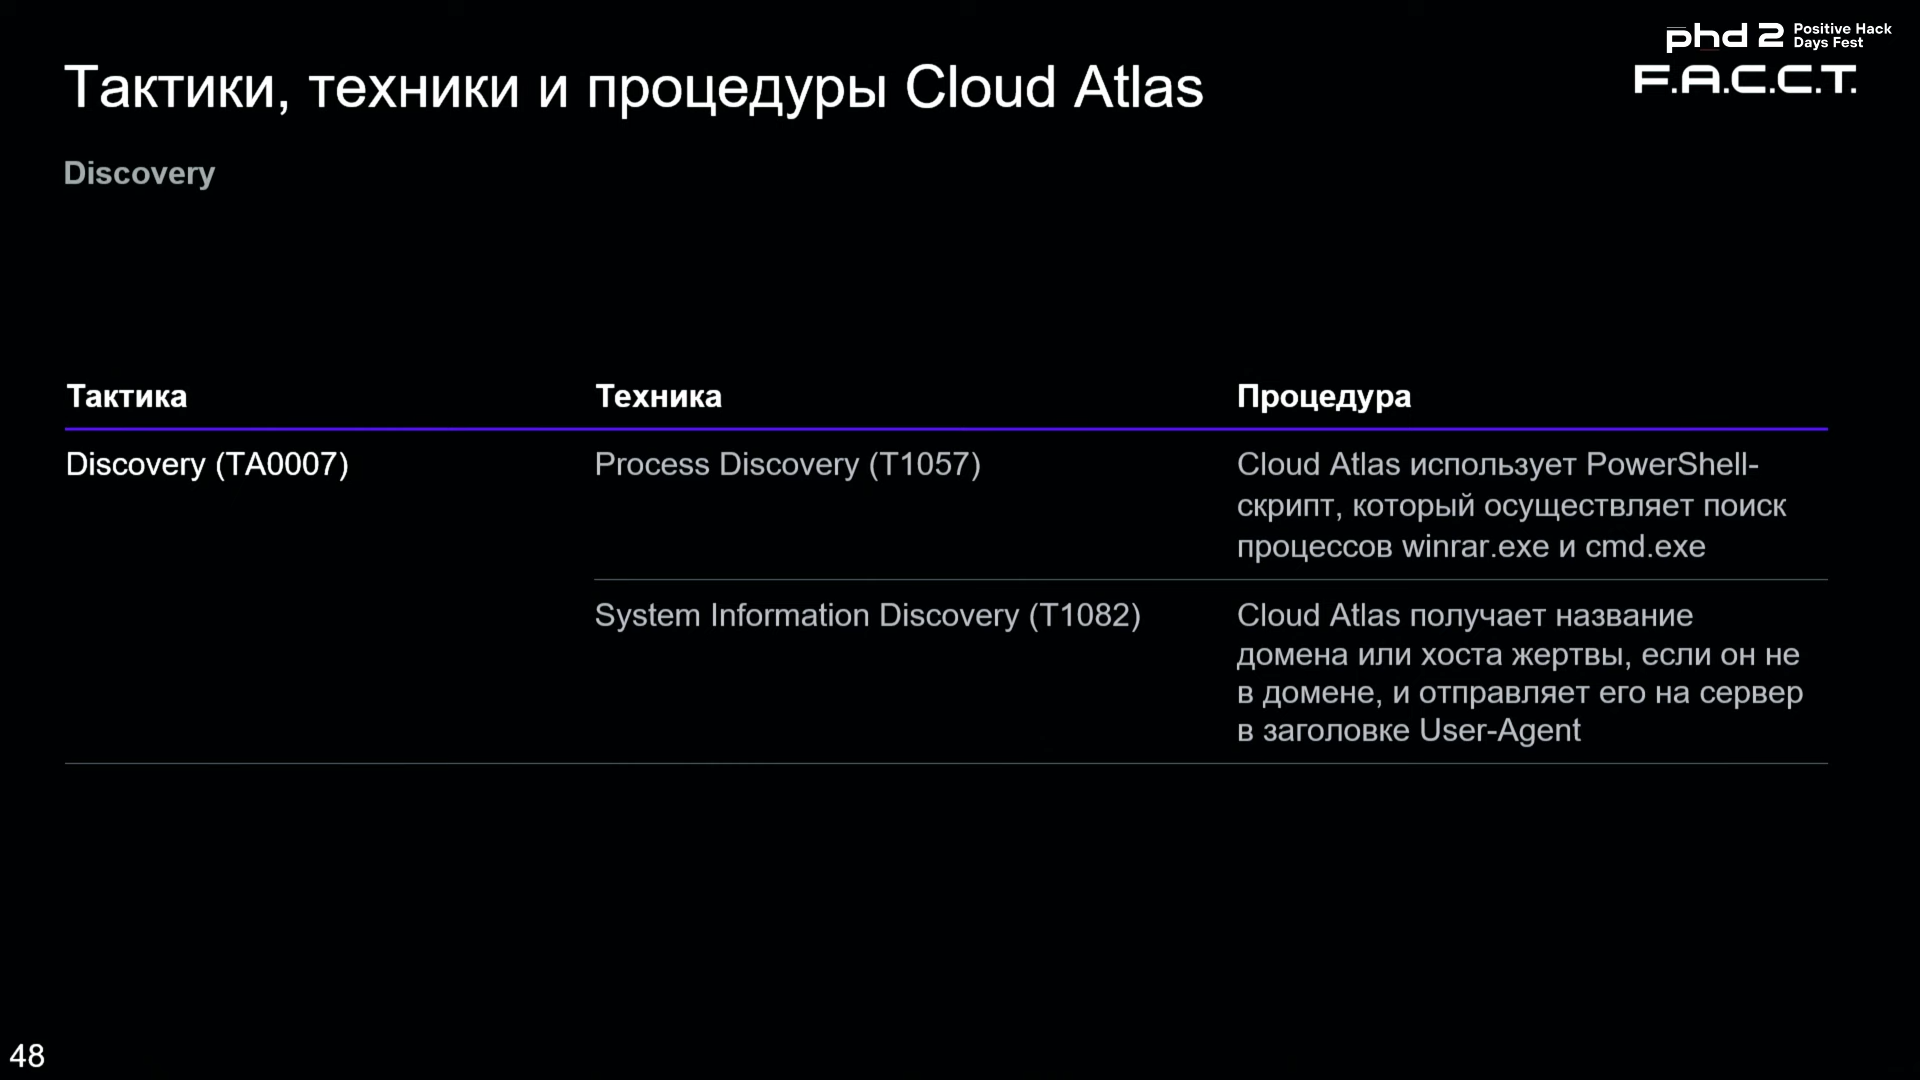 phd 2 Positive Hack
Days Fest
F.A.C.C.T.
Тактики, техники и процедуры Cloud Atlas
Discovery
Тактика Техника Процедура
Discovery (TA0007) Process Discovery (T1057) Cloud Atlas использует PowerShell-
скрипт, который осуществляет поиск
процессов winrar.exe и cmd.exe
System Information Discovery (T1082) Cloud Atlas получает название
домена или хоста жертвы, если он не
в домене, и отправляет его на сервер
в заголовке User-Agent
48